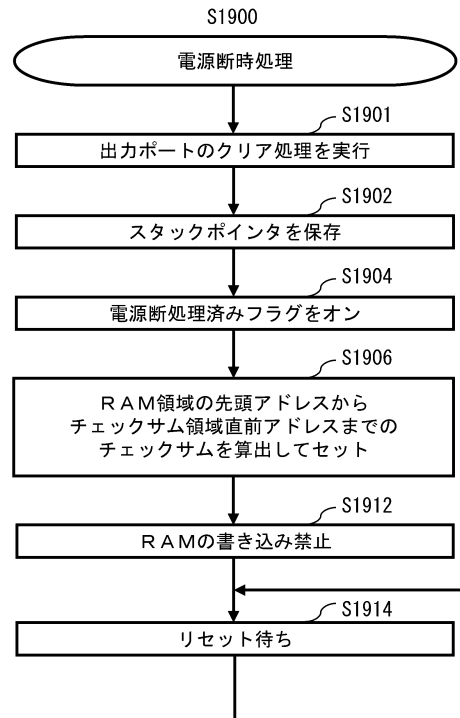 S1900
電源断時処理
S1901
出力ポートのクリア処理を実行
S1902
スタックポインタを保存
S1904
電源断処理済みフラグをオン
S1906
ＲＡＭ領域の先頭アドレスから
チェックサム領域直前アドレスまでの
チェックサムを算出してセット
S1912
ＲＡＭの書き込み禁止
S1914
リセット待ち